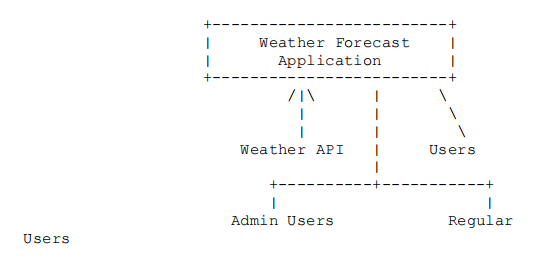 Weather Forecast
Application
Weather API Users
Admin Users Regular
Users